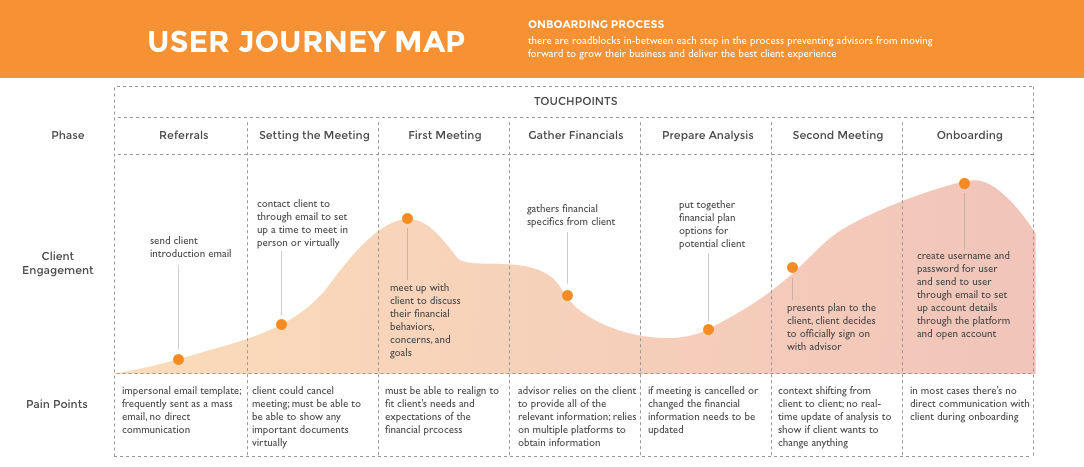 USER JOURNEY MAP
ONBOARDING PROCESS
there are roadblocks in-between each step in the process preventing advisors from moving
forward to grow their business and deliver the best client experience
TOUCHPOINTS
Phase
Referrals
Setting the Meeting
First Meeting
Gather Financials
Prepare Analysis
Second Meeting
Onboarding
Client
Engagement
send client
introduction email
contact client to
through email to set
up a time to meet in
person or virtually
meet up with
client to discuss
their financial
behaviors,
concerns, and
goals
gathers financial
specifics from client
put together
financial plan
options for
potential client
presents plan to the
client, client decides
to officially sign on
with advisor
create username and
password for user
and send to user
through email to set
up account details
through the platform
and open account
Pain Points
impersonal email template;
frequently sent as a mass
email, no direct
communication
client could cancel
meeting; must be able to
be able to show any
important documents
virtually
must be able to realign to
fit client's needs and
expectations of the
financial prcocess
advisor relies on the client
to provide all of the
relevant information; relies
on multiple platforms to
obtain information
if meeting is cancelled or
changed the financial
information needs to be
updated
context shifting from
client to client; no real-
time update of analysis to
show if client wants to
change anything
in most cases there's no
direct communication with
client during onboarding